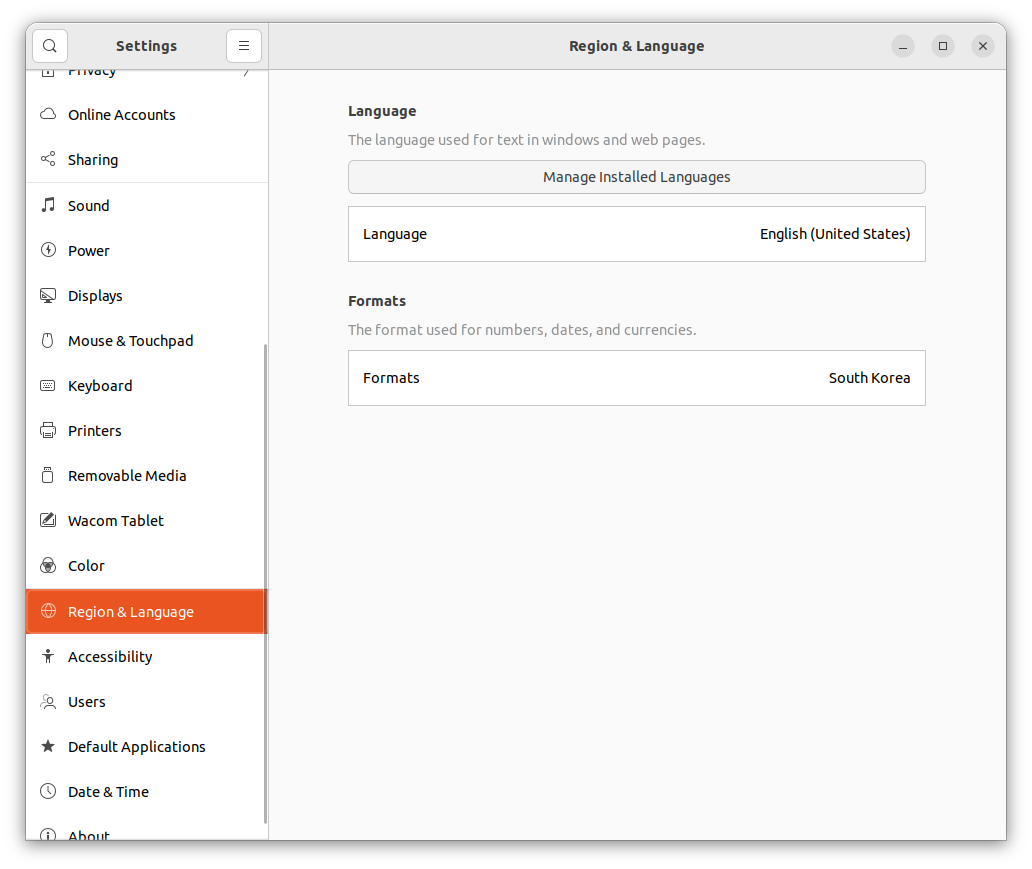 Settings
Region & Language
Privacy
Online Accounts
Sharing
Sound
Power
Displays
Mouse & Touchpad
Keyboard
Printers
Removable Media
Wacom Tablet
Color
Region & Language
Accessibility
Users
Default Applications
Date & Time
About
Language
The language used for text in windows and web pages.
Manage Installed Languages
Language English (United States)
Formats
The format used for numbers, dates, and currencies.
Formats South Korea